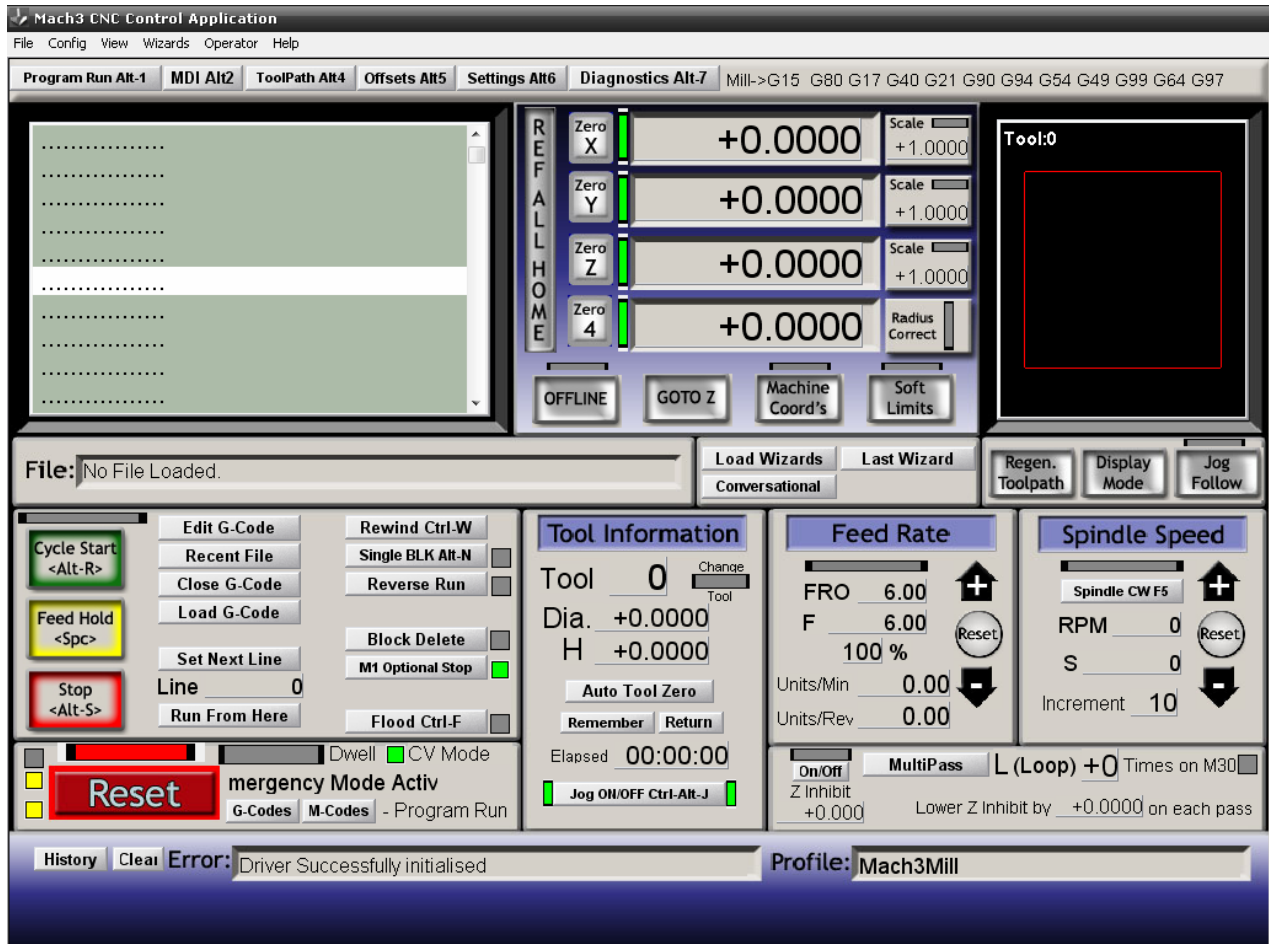 Mach3 CNC Control Application
File Config View Wizards Operator Help
Program Run Alt-1 MDI Alt2 ToolPath Alt4 Offsets Alt5 Settings Alt6 Diagnostics Alt-7 Mill->G15 G80 G17 G40 G21 G90 G94 G54 G49 G99 G64 G97
.................
.................
.................
.................
.................
.................
.................
.................
.................
.................
REF ALL HOME
Zero X +0.0000 Scale +1.0000
Zero Y +0.0000 Scale +1.0000
Zero Z +0.0000 Scale +1.0000
Zero 4 +0.0000 Radius Correct
OFFLINE GOTO Z Machine Coord's Soft Limits
Tool:0
File: No File Loaded.
Load Wizards Last Wizard
Conversational
Regen. Toolpath Display Mode Jog Follow
Cycle Start <Alt-R>
Feed Hold <Spc>
Stop <Alt-S>
Edit G-Code Rewind Ctrl-W
Recent File Single BLK Alt-N
Close G-Code Reverse Run
Load G-Code
Block Delete
Set Next Line M1 Optional Stop
Line 0
Run From Here Flood Ctrl-F
Dwell CV Mode
Reset
mergency Mode Activ
G-Codes M-Codes - Program Run
Tool Information
Tool 0 Change Tool
Dia. +0.0000
H +0.0000
Auto Tool Zero
Remember Return
Elapsed 00:00:00
Jog ON/OFF Ctrl-Alt-J
Feed Rate
FRO 6.00
F 6.00 Reset
100 %
Units/Min 0.00
Units/Rev 0.00
Spindle Speed
Spindle CW F5
RPM 0 Reset
S 0
Increment 10
On/Off MultiPass L (Loop) +0 Times on M30
Z Inhibit
+0.000 Lower Z Inhibit by +0.0000 on each pass
History Clear Error: Driver Successfully initialised Profile: Mach3Mill